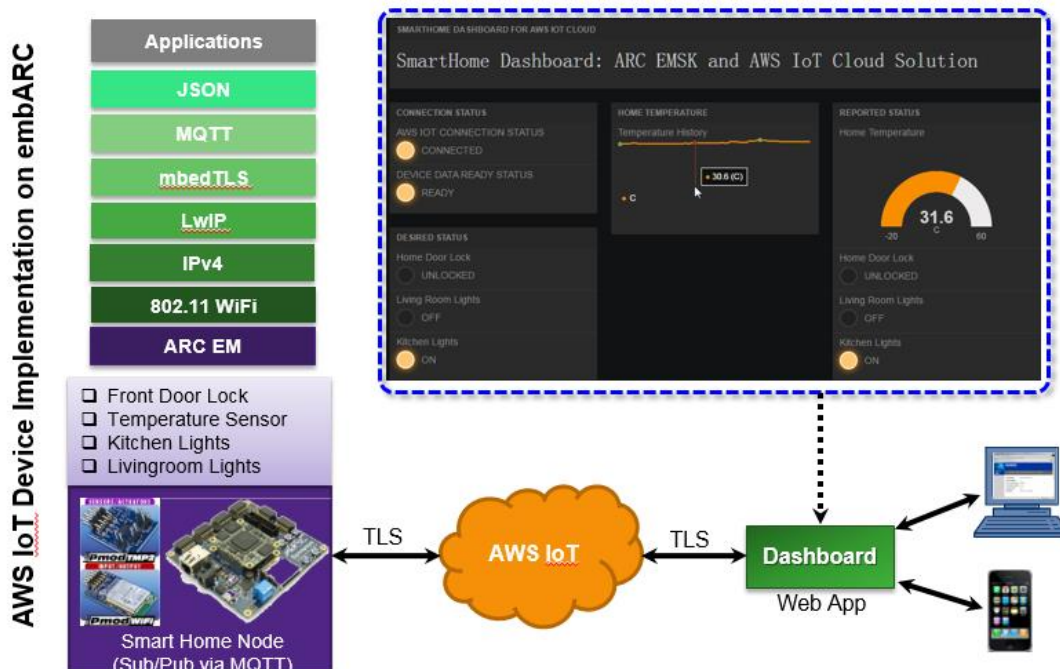 AWS IoT Device Implementation on embARC
Applications
JSON
MQTT
mbedTLS
LwIP
IPv4
802.11 WiFi
ARC EM
Front Door Lock
Temperature Sensor
Kitchen Lights
Livingroom Lights
SENSORS/ACTUATORS
PmodTMP2
INPUT/OUTPUT
PmodWiFi
Smart Home Node
(Sub/Pub via MQTT)
SMARTHOME DASHBOARD FOR AWS IOT CLOUD
SmartHome Dashboard: ARC EMSK and AWS IoT Cloud Solution
CONNECTION STATUS
AWS IOT CONNECTION STATUS
CONNECTED
DEVICE DATA READY STATUS
READY
DESIRED STATUS
Home Door Lock
UNLOCKED
Living Room Lights
OFF
Kitchen Lights
ON
HOME TEMPERATURE
Temperature History
30.6 (C)
C
REPORTED STATUS
Home Temperature
31.6
C
-20
60
Home Door Lock
UNLOCKED
Living Room Lights
OFF
Kitchen Lights
ON
TLS
AWS IoT
TLS
Dashboard
Web App